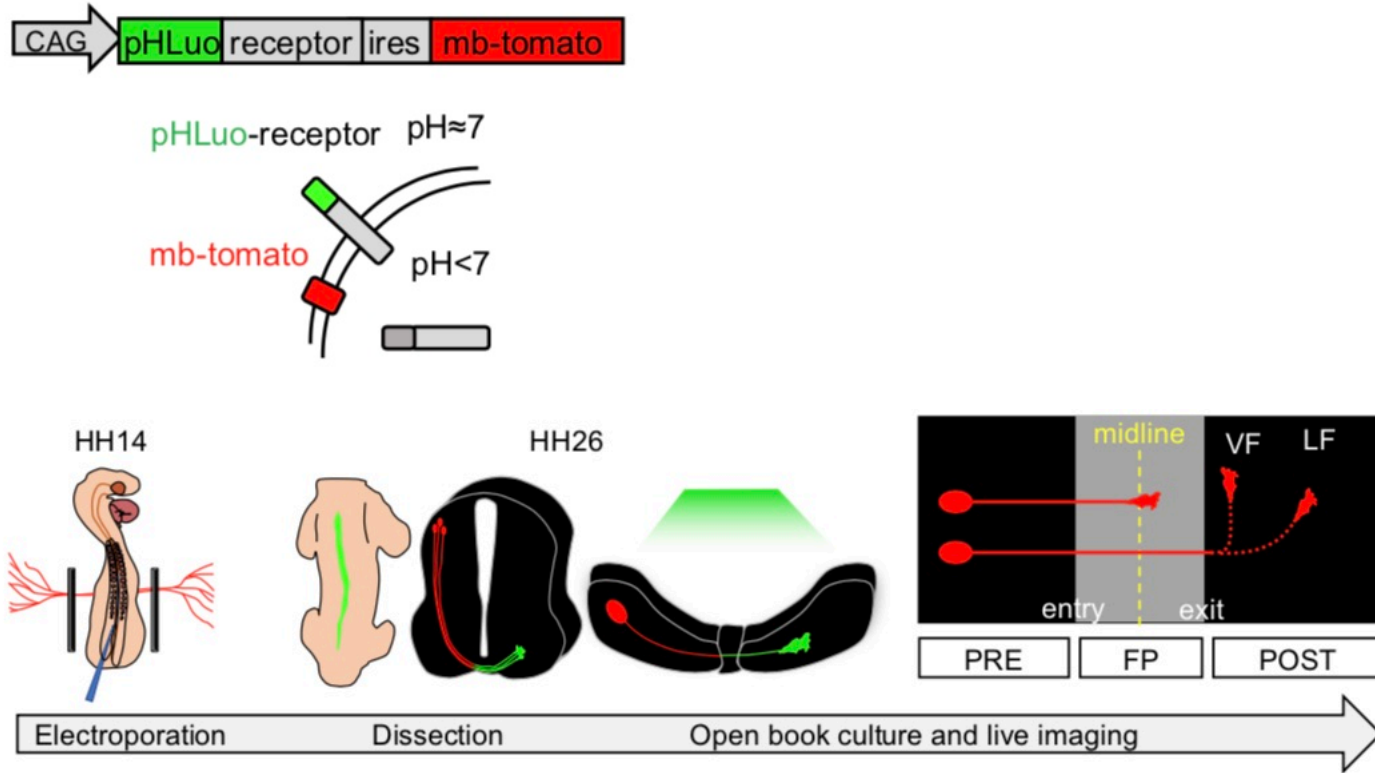 CAG pHLuo receptor ires mb-tomato
pHLuo-receptor pH≈7
mb-tomato
pH<7
HH14
HH26
midline VF LF
entry exit
PRE FP POST
Electroporation Dissection Open book culture and live imaging